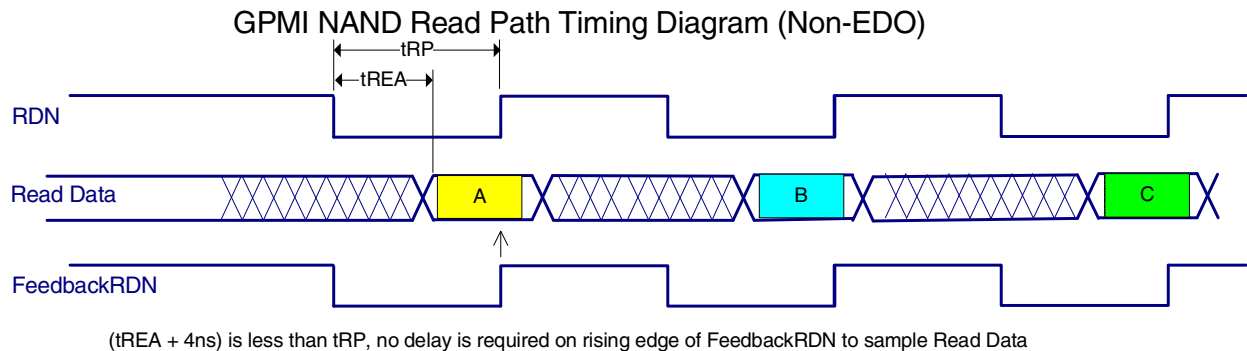 GPMI NAND Read Path Timing Diagram (Non-EDO)
tRP
tREA
RDN
Read Data
A
B
C
FeedbackRDN
(tREA + 4ns) is less than tRP, no delay is required on rising edge of FeedbackRDN to sample Read Data